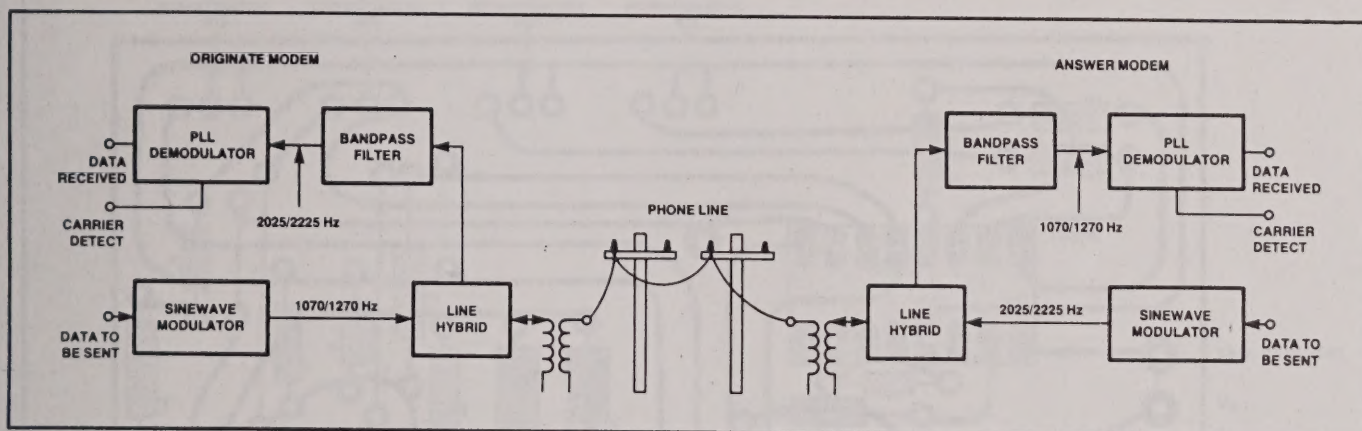 ORIGINATE MODEM
PLL
DEMODULATOR
BANDPASS
FILTER
DATA
RECEIVED
CARRIER
DETECT
2025/2225 Hz
SINEWAVE
MODULATOR
1070/1270 Hz
LINE
HYBRID
DATA TO
BE SENT
PHONE LINE
ANSWER MODEM
BANDPASS
FILTER
PLL
DEMODULATOR
DATA
RECEIVED
1070/1270 Hz
CARRIER
DETECT
LINE
HYBRID
2025/2225 Hz
SINEWAVE
MODULATOR
DATA TO
BE SENT